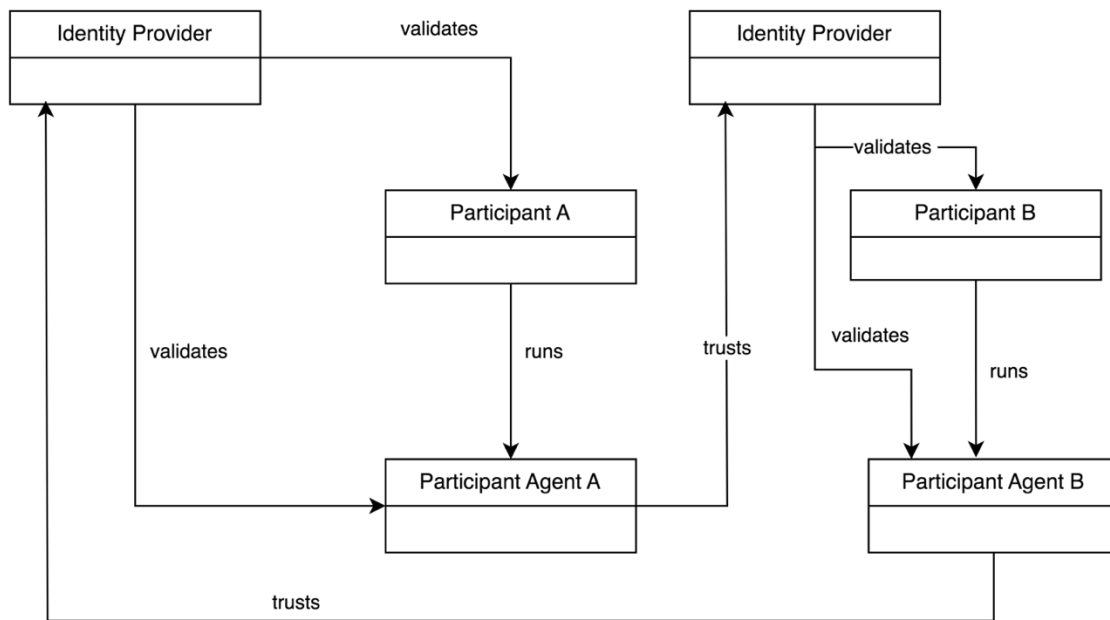 Identity Provider
validates
Identity Provider
validates
Participant A
Participant B
validates
runs
trusts
validates
runs
Participant Agent A
Participant Agent B
trusts